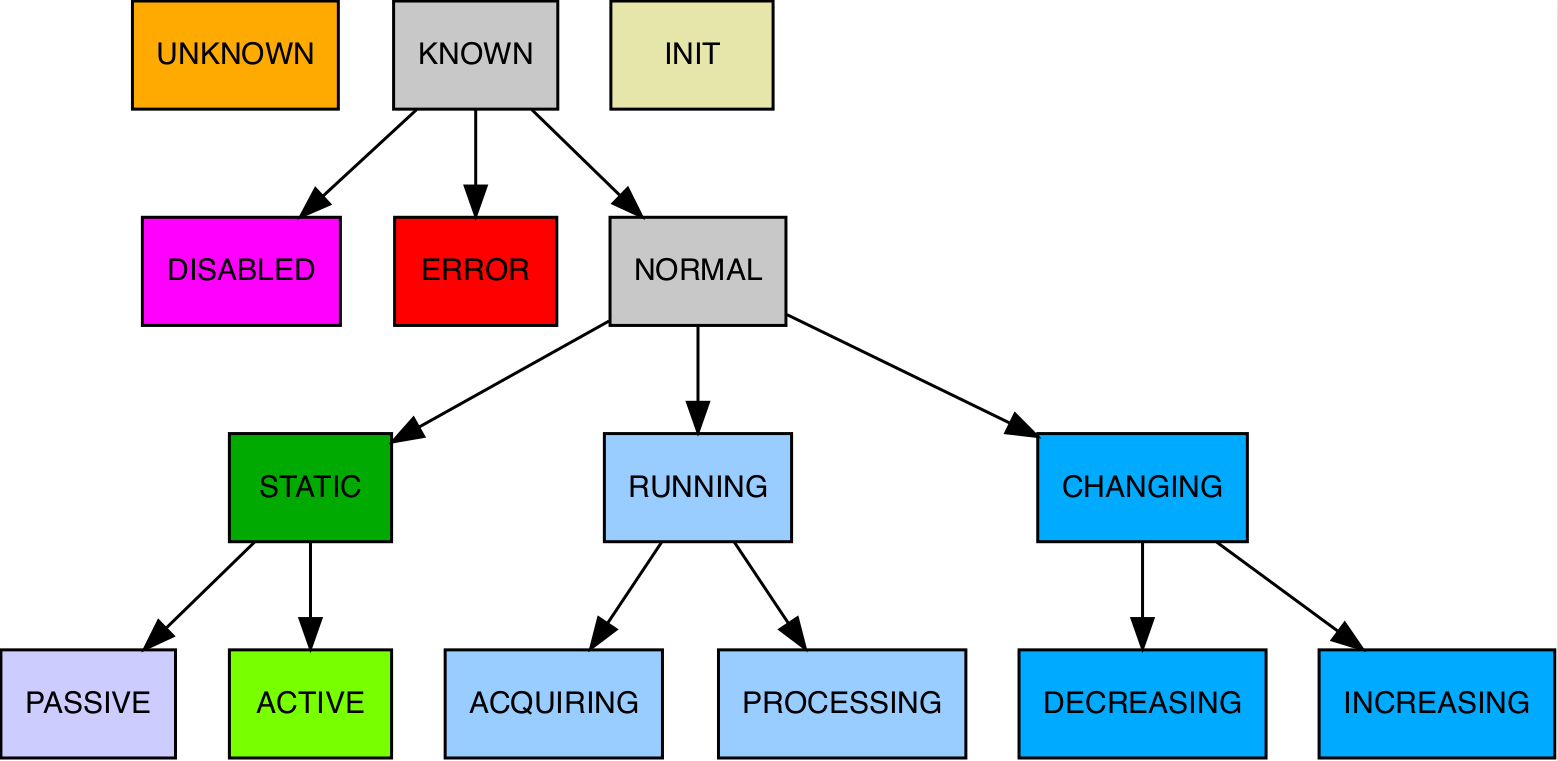 UNKNOWN
KNOWN
INIT
DISABLED
ERROR
NORMAL
STATIC
RUNNING
CHANGING
PASSIVE
ACTIVE
ACQUIRING
PROCESSING
DECREASING
INCREASING